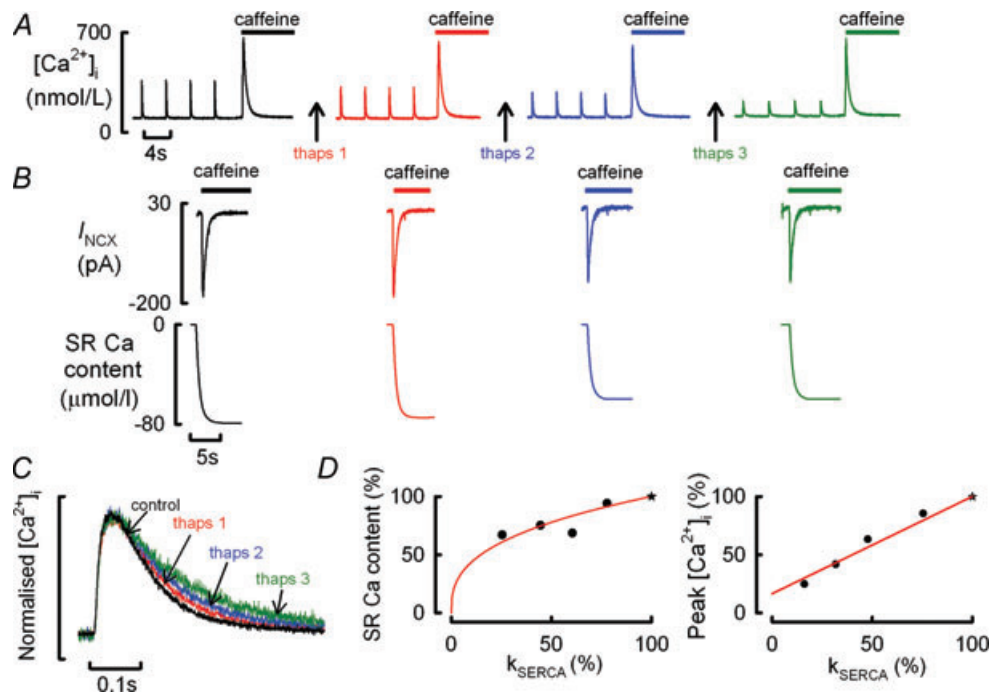 A
caffeine caffeine caffeine caffeine
700
[Ca2+]i
(nmol/L)
0
4s
thaps 1 thaps 2 thaps 3
B
caffeine caffeine caffeine caffeine
30
INCX
(pA)
-200
0
SR Ca
content
(μmol/l)
-80
5s
C
Normalised [Ca2+]i
control
thaps 1
thaps 2
thaps 3
0.1s
D
SR Ca content (%)
100
50
0
0 50 100
kSERCA (%)
Peak [Ca2+]i (%)
100
50
0
0 50 100
kSERCA (%)